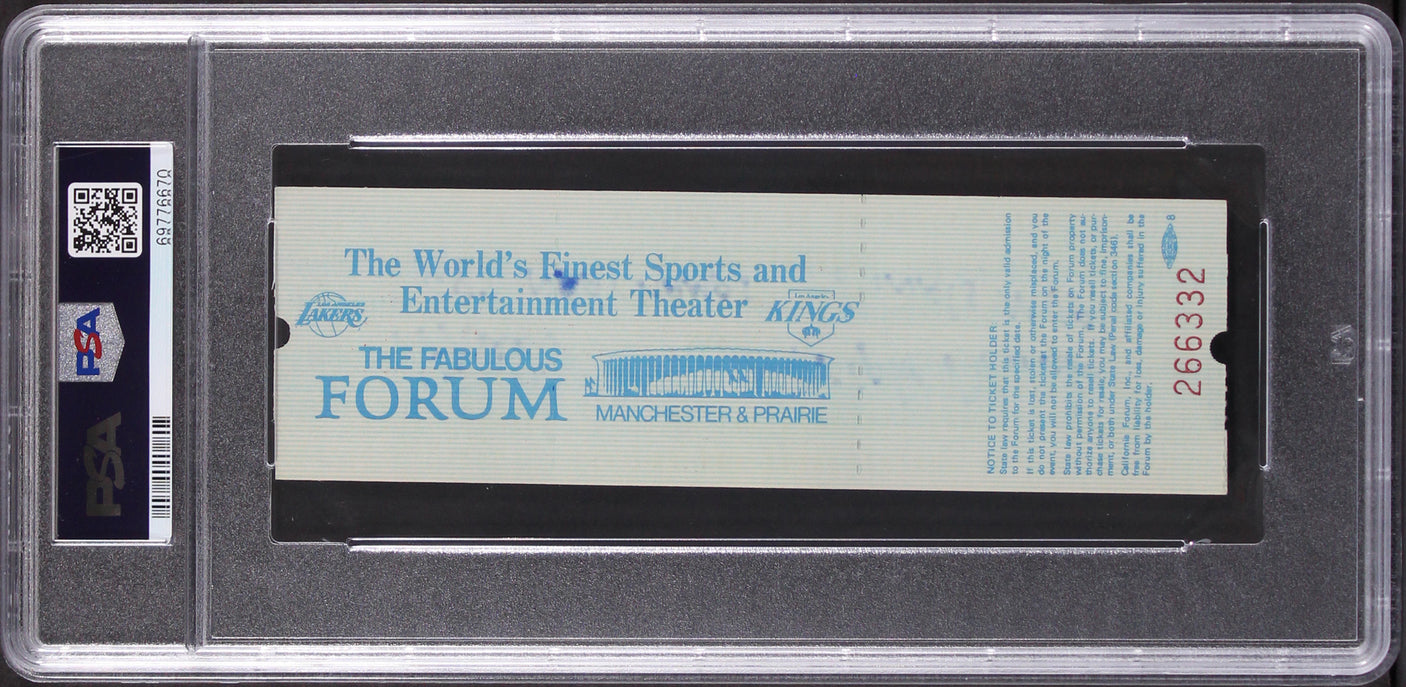 69776670
PSA
PSA
The World's Finest Sports and
Entertainment Theater
Los Angeles
LAKERS
Los Angeles
KINGS
THE FABULOUS
FORUM
MANCHESTER & PRAIRIE
NOTICE TO TICKET HOLDER:
State law requires that this ticket is the only valid admission
to the Forum for the specified date.
If this ticket is lost, stolen or otherwise misplaced, and you
do not present the ticket at the Forum on the night of the
event, you will not be allowed to enter the Forum.
State law prohibits the resale of tickets on Forum property
without permission of the Forum. The Forum does not au-
thorize anyone to resell tickets. If you resell tickets, or pur-
chase tickets for resale, you may be subject to fine, imprison-
ment, or both under State Law (Penal code section 346).
California Forum, Inc. and affiliated companies shall be
free from liability for loss, damage or injury suffered in the
Forum by the holder.
8
266332